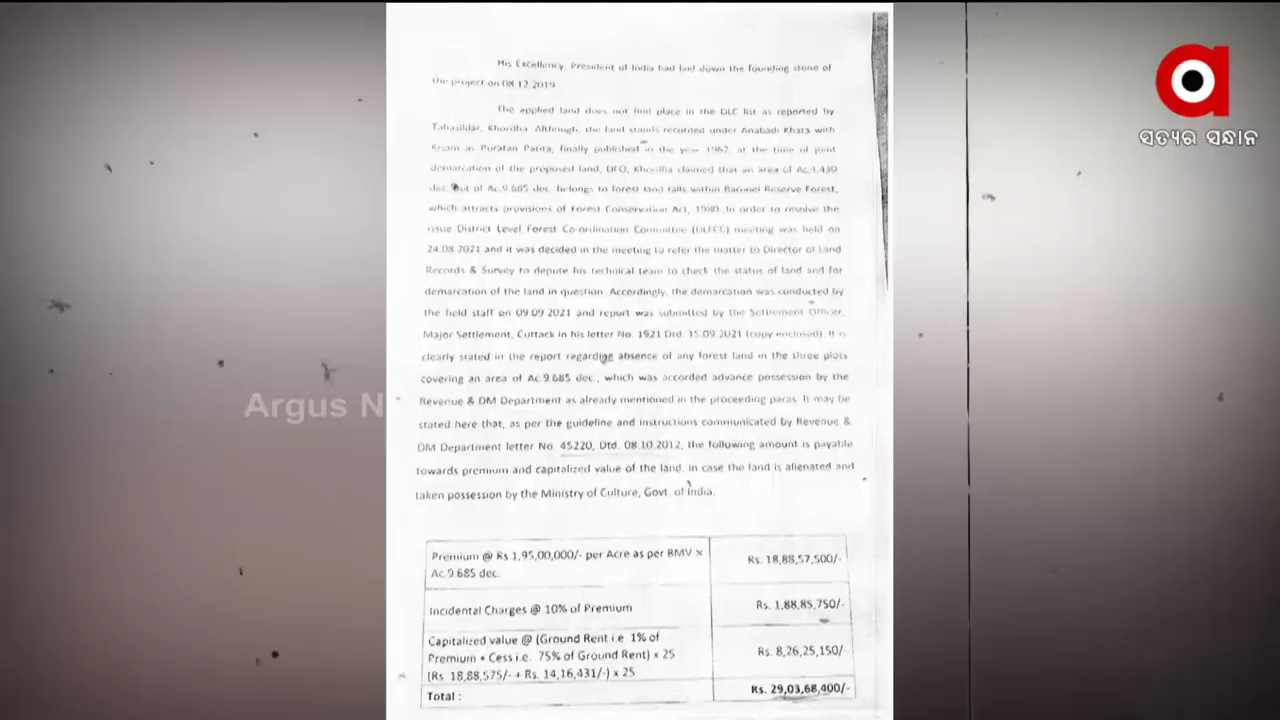 His Excellency, President of India had laid down the founding stone of
the project on 08.12.2019
The applied land does not find place in the DLC list as reported by
Tahasildar, Khordha. Although, the land stands recorded under Anabadi Khata with
Kisam as Puratan Patita, finally published in the year 1962, at the time of joint
demarcation of the proposed land, DFO, Khordha claimed that an area of Ac.4.430
dec. out of Ac.9.685 dec. belongs to forest land falls within Barunei Reserve Forest,
which attracts provisions of Forest Conservation Act, 1980. In order to resolve the
issue District Level Forest Co-ordination Committee (DLFCC) meeting was held on
24.08.2021 and it was decided in the meeting to refer the matter to Director of Land
Records & Survey to depute his technical team to check the status of land and for
demarcation of the land in question. Accordingly, the demarcation was conducted by
the held staff on 09.09.2021 and report was submitted by the Settlement Officer,
Major Settlement, Cuttack in his letter No. 1921 Dtd. 15.09.2021 (copy enclosed). It is
clearly stated in the report regarding absence of any forest land in the three plots
covering an area of Ac.9.685 dec., which was accorded advance possession by the
Revenue & DM Department as already mentioned in the proceeding paras. It may be
stated here that, as per the guideline and instructions communicated by Revenue &
DM Department letter No. 45220, Dtd. 08.10.2012, the following amount is payable
towards premium and capitalized value of the land, in case the land is alienated and
taken possession by the Ministry of Culture, Govt. of India.
Premium @ Rs 1,95,00,000/- per Acre as per BMV x
Ac.9.685 dec.
Rs. 18,88,57,500/-
Incidental Charges @ 10% of Premium
Rs. 1,88,85,750/-
Capitalized value @ (Ground Rent i.e 1% of
Premium + Cess i.e. 75% of Ground Rent) x 25
(Rs 18,88,575/- + Rs. 14,16,431/-) x 25
Rs. 8,26,25,150/-
Total :
Rs. 29,03,68,400/-
ସତ୍ୟର ସନ୍ଧାନ
Argus N